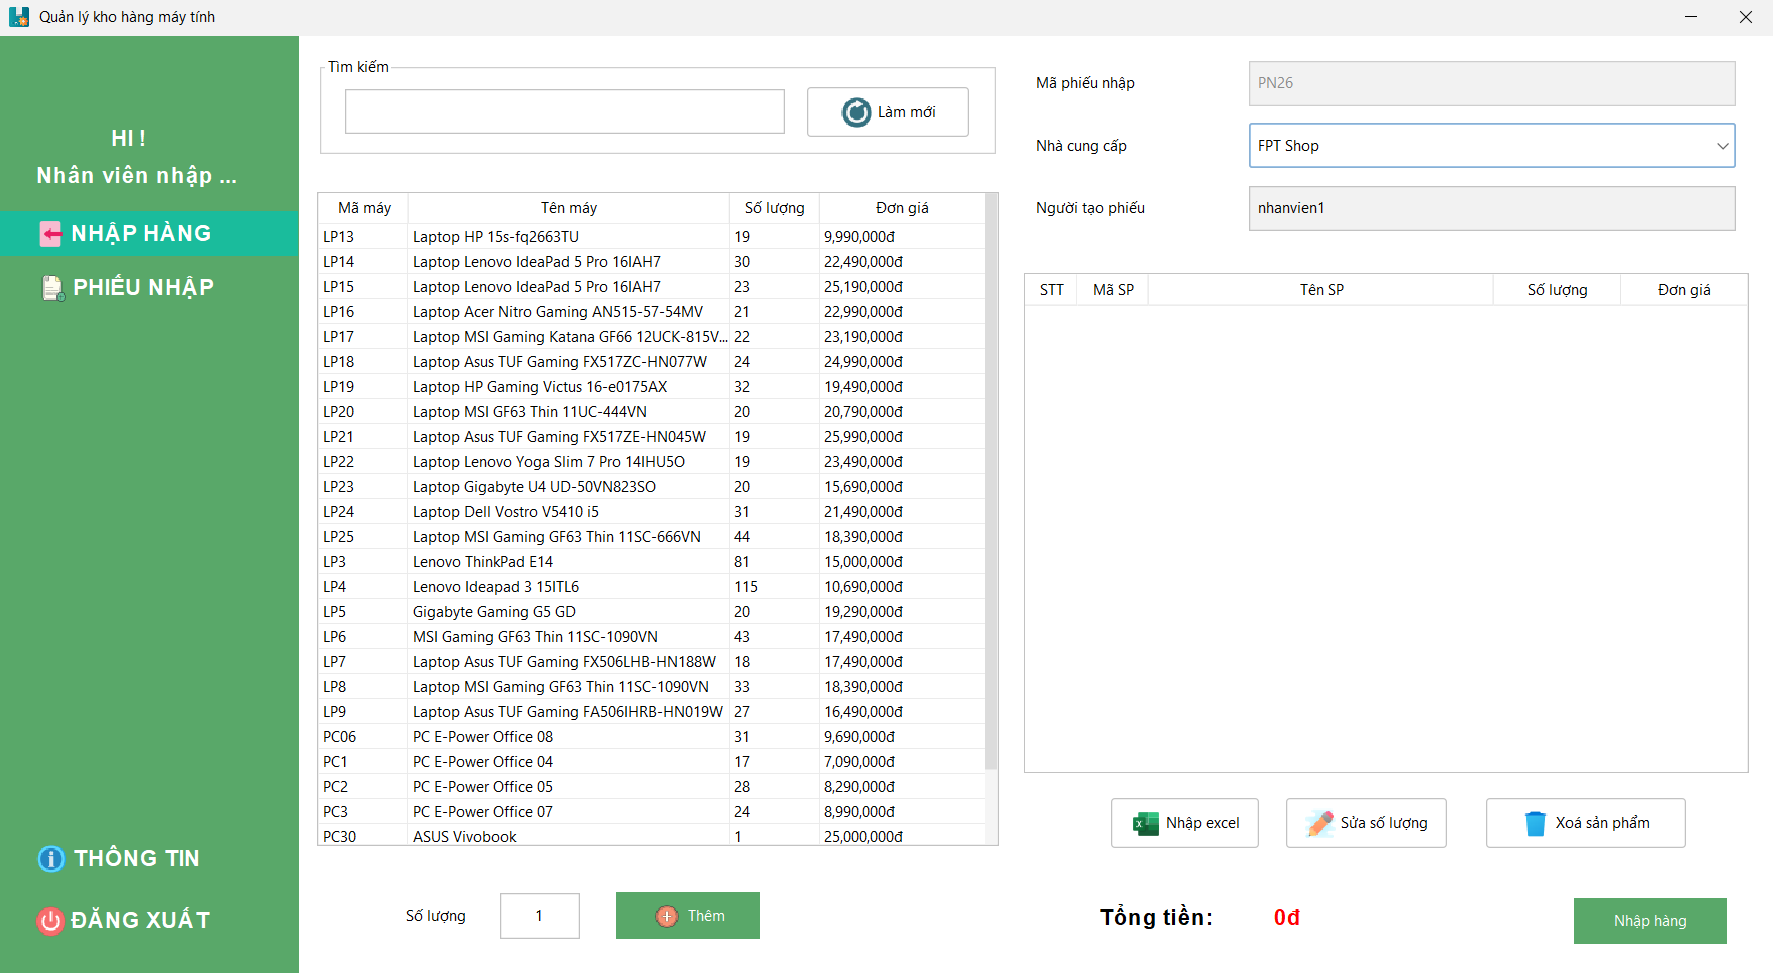 Quản lý kho hàng máy tính
HI !
Nhân viên nhập ...
NHẬP HÀNG
PHIẾU NHẬP
THÔNG TIN
ĐĂNG XUẤT
Tìm kiếm
Làm mới
Mã máy Tên máy Số lượng Đơn giá
LP13 Laptop HP 15s-fq2663TU 19 9,990,000đ
LP14 Laptop Lenovo IdeaPad 5 Pro 16IAH7 30 22,490,000đ
LP15 Laptop Lenovo IdeaPad 5 Pro 16IAH7 23 25,190,000đ
LP16 Laptop Acer Nitro Gaming AN515-57-54MV 21 22,990,000đ
LP17 Laptop MSI Gaming Katana GF66 12UCK-815V... 22 23,190,000đ
LP18 Laptop Asus TUF Gaming FX517ZC-HN077W 24 24,990,000đ
LP19 Laptop HP Gaming Victus 16-e0175AX 32 19,490,000đ
LP20 Laptop MSI GF63 Thin 11UC-444VN 20 20,790,000đ
LP21 Laptop Asus TUF Gaming FX517ZE-HN045W 19 25,990,000đ
LP22 Laptop Lenovo Yoga Slim 7 Pro 14IHU5O 19 23,490,000đ
LP23 Laptop Gigabyte U4 UD-50VN823SO 20 15,690,000đ
LP24 Laptop Dell Vostro V5410 i5 31 21,490,000đ
LP25 Laptop MSI Gaming GF63 Thin 11SC-666VN 44 18,390,000đ
LP3 Lenovo ThinkPad E14 81 15,000,000đ
LP4 Lenovo Ideapad 3 15ITL6 115 10,690,000đ
LP5 Gigabyte Gaming G5 GD 20 19,290,000đ
LP6 MSI Gaming GF63 Thin 11SC-1090VN 43 17,490,000đ
LP7 Laptop Asus TUF Gaming FX506LHB-HN188W 18 17,490,000đ
LP8 Laptop MSI Gaming GF63 Thin 11SC-1090VN 33 18,390,000đ
LP9 Laptop Asus TUF Gaming FA506IHRB-HN019W 27 16,490,000đ
PC06 PC E-Power Office 08 31 9,690,000đ
PC1 PC E-Power Office 04 17 7,090,000đ
PC2 PC E-Power Office 05 28 8,290,000đ
PC3 PC E-Power Office 07 24 8,990,000đ
PC30 ASUS Vivobook 1 25,000,000đ
Số lượng 1 Thêm
Mã phiếu nhập PN26
Nhà cung cấp FPT Shop
Người tạo phiếu nhanvien1
STT Mã SP Tên SP Số lượng Đơn giá
Nhập excel Sửa số lượng Xoá sản phẩm
Tổng tiền: 0đ
Nhập hàng